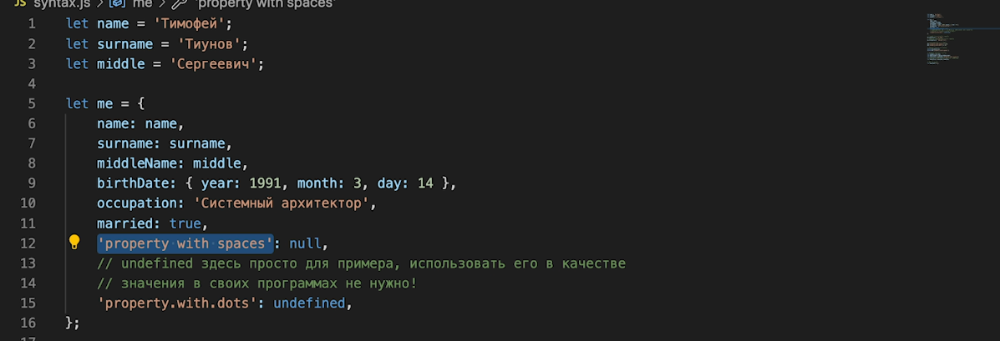 JS syntax.js > me > 'property with spaces'
1 let name = 'Тимофей';
2 let surname = 'Тиунов';
3 let middle = 'Сергеевич';
4
5 let me = {
6 name: name,
7 surname: surname,
8 middleName: middle,
9 birthDate: { year: 1991, month: 3, day: 14 },
10 occupation: 'Системный архитектор',
11 married: true,
12 'property with spaces': null,
13 // undefined здесь просто для примера, использовать его в качестве
14 // значения в своих программах не нужно!
15 'property.with.dots': undefined,
16 };
17